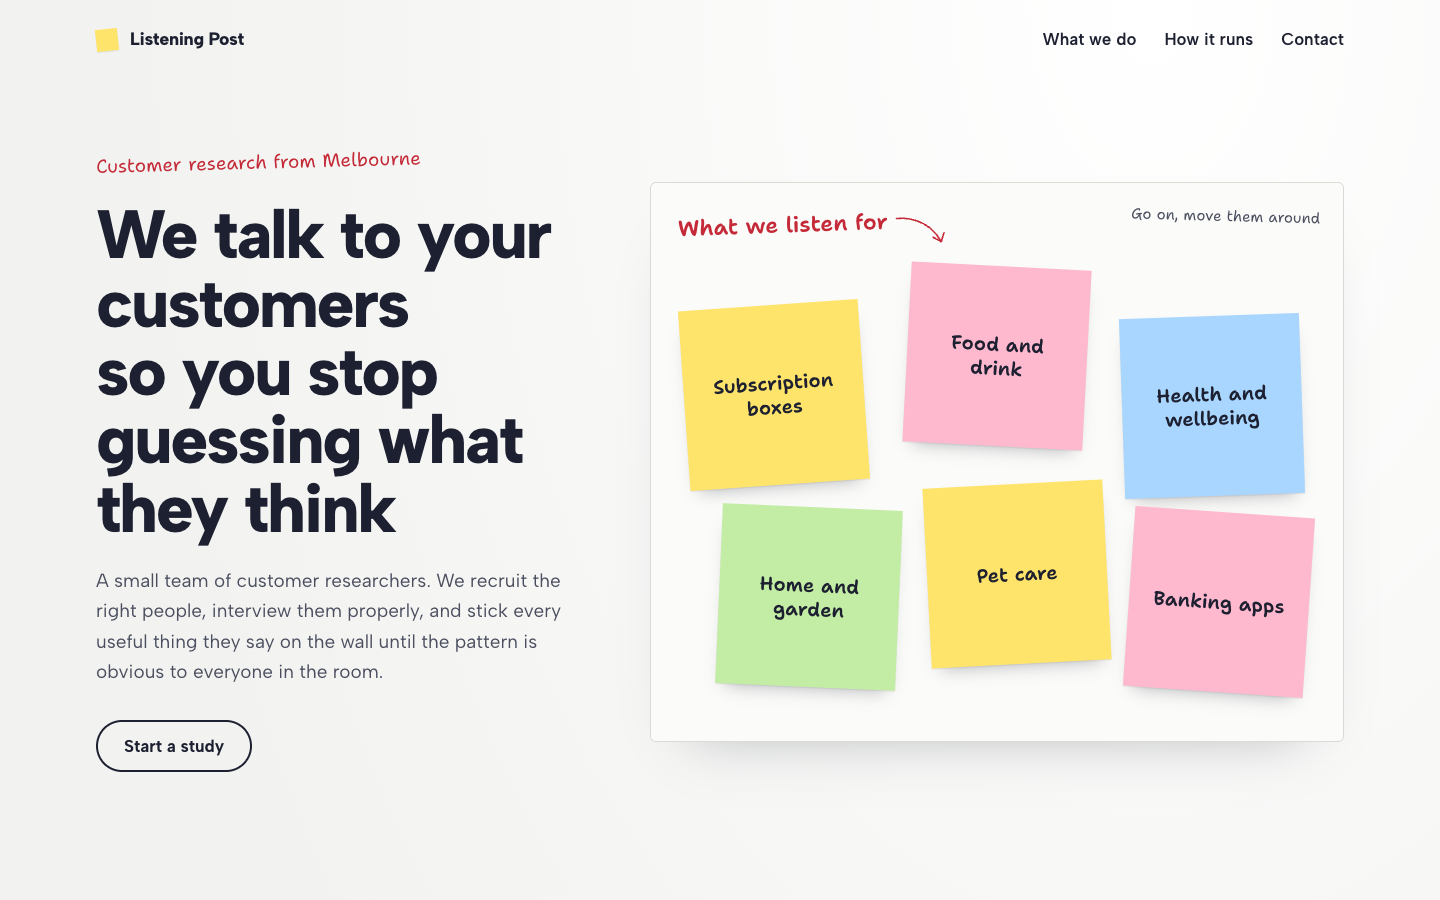 Listening Post
What we do
How it runs
Contact
Customer research from Melbourne
We talk to your
customers
so you stop
guessing what
they think
A small team of customer researchers. We recruit the
right people, interview them properly, and stick every
useful thing they say on the wall until the pattern is
obvious to everyone in the room.
Start a study
What we listen for
Go on, move them around
Subscription
boxes
Food and
drink
Health and
wellbeing
Home and
garden
Pet care
Banking apps